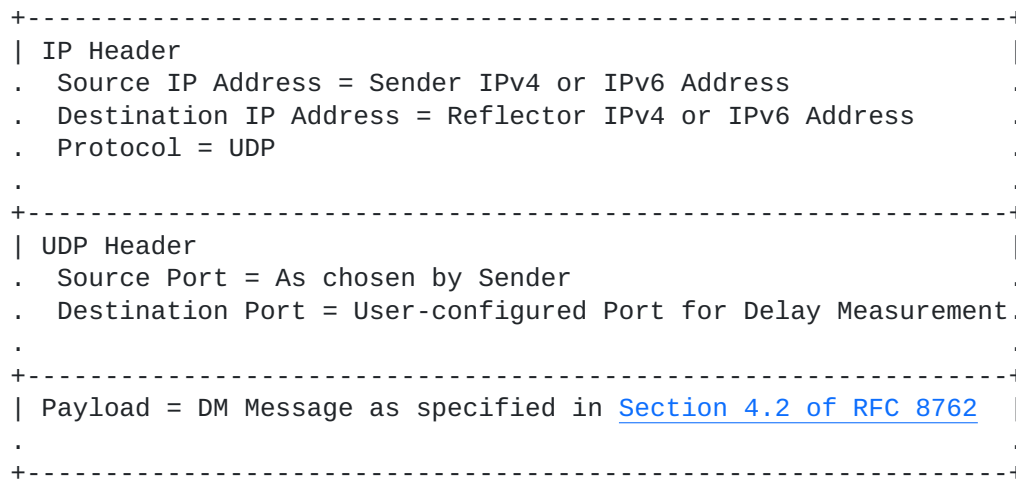 +---------------------------------------------------------------+
| IP Header                                                     |
.  Source IP Address = Sender IPv4 or IPv6 Address              .
.  Destination IP Address = Reflector IPv4 or IPv6 Address      .
.  Protocol = UDP                                               .
.                                                               .
+---------------------------------------------------------------+
| UDP Header                                                    |
.  Source Port = As chosen by Sender                            .
.  Destination Port = User-configured Port for Delay Measurement.
.                                                               .
+---------------------------------------------------------------+
| Payload = DM Message as specified in Section 4.2 of RFC 8762  |
.                                                               .
+---------------------------------------------------------------+